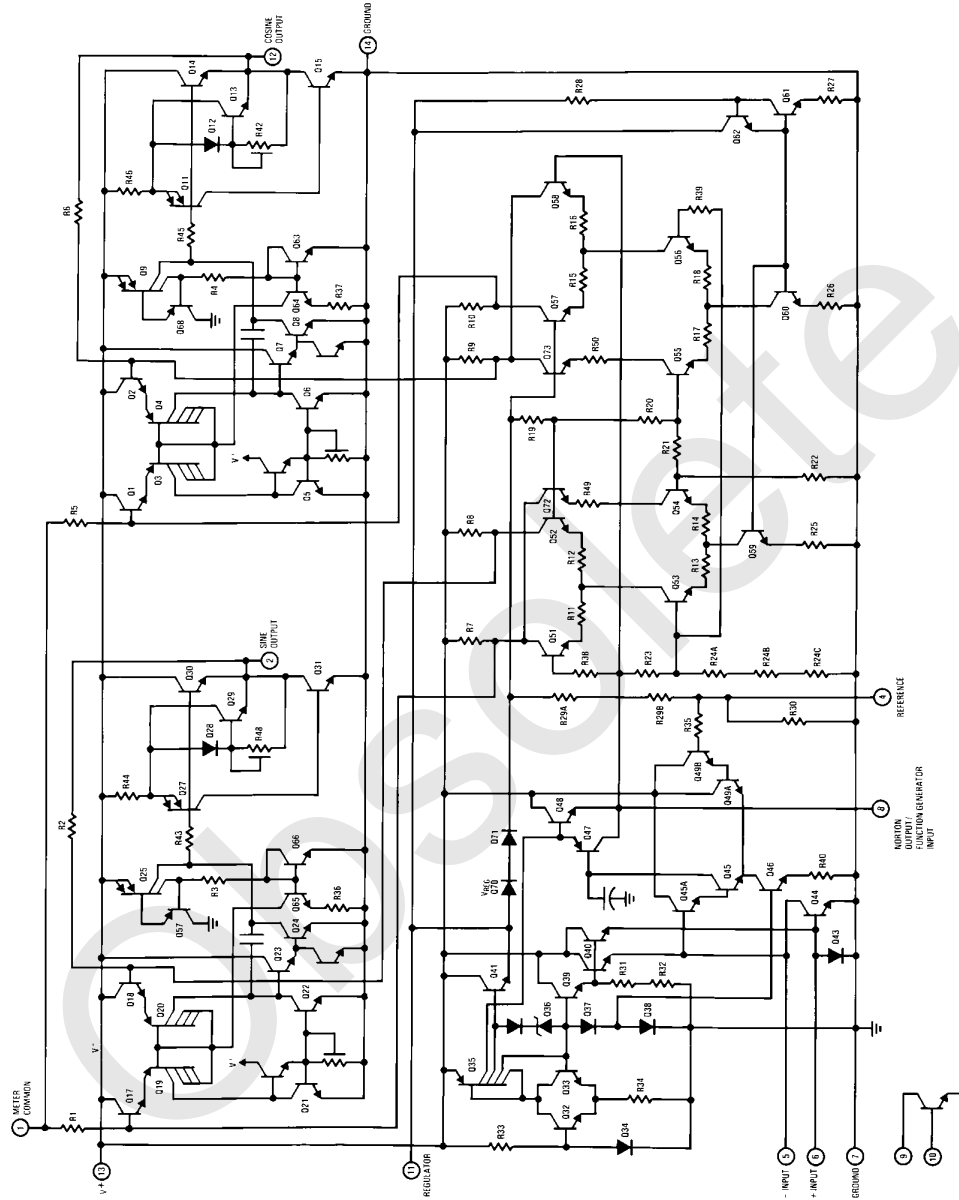 Obsolete
METER
COMMON
1
V+ 13
R1
Q17
V'
Q18
Q19
Q20
V'
Q21
Q22
Q23
Q24
Q57
Q25
R3
Q65
Q66
R36
R43
R2
R44
Q27
Q28
Q29
R48
Q30
Q31
SINE
OUTPUT
2
R5
Q1
Q2
Q3
Q4
V'
Q5
Q6
Q7
Q8
Q68
Q9
R4
Q64
Q63
R37
R45
R6
R46
Q11
Q12
Q13
R42
Q14
Q15
COSINE
OUTPUT
12
14 GROUND
11
REGULATOR
R33
Q35
Q32
Q33
Q34
R34
Q41
Q36
Q37
Q38
Q39
Q40
R31
R32
VREG
Q70
Q71
Q48
Q47
Q45A
Q45
Q46
R40
Q44
Q43
Q49B
Q49A
R35
R29A
R29B
R30
R7
R8
Q51
Q52
Q72
R11
R12
R49
R38
R23
R24A
R24B
R24C
Q53
Q54
R13
R14
Q59
R25
R19
R20
R21
R22
R9
R10
Q73
Q57
Q58
R50
R15
R16
Q55
Q56
R39
R17
R18
Q60
R26
R28
Q62
Q61
R27
- INPUT 5
+ INPUT 6
GROUND 7
9
10
8
NORTON
OUTPUT/
FUNCTION GENERATOR
INPUT
4
REFERENCE